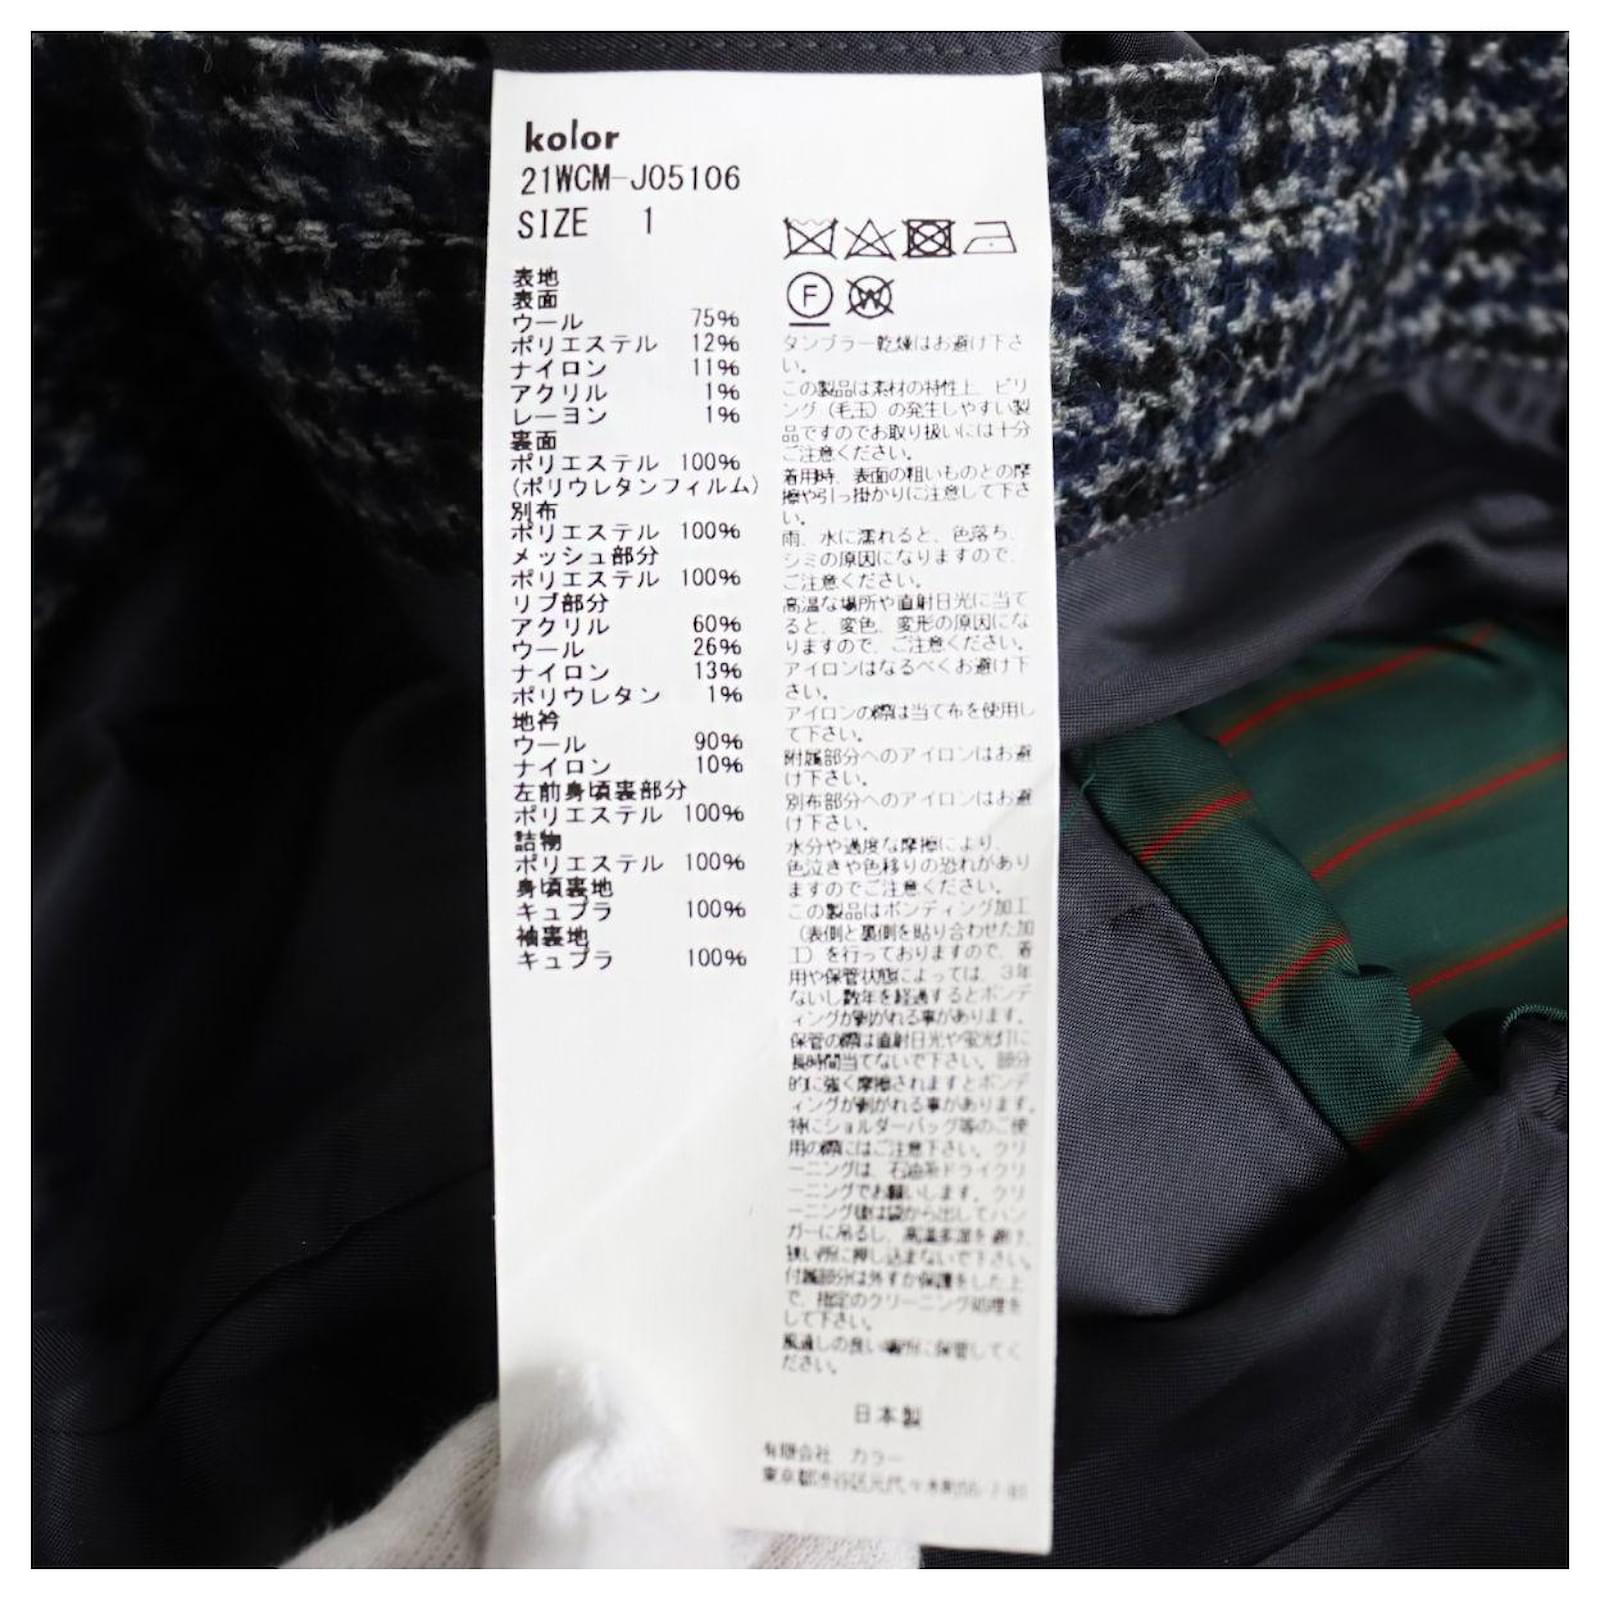 kolor
21WCM-J05106
SIZE 1
表地
表面
ウール 75%
ポリエステル 12%
ナイロン 11%
アクリル 1%
レーヨン 1%
裏面
ポリエステル 100%
(ポリウレタンフィルム)
別布
ポリエステル 100%
メッシュ部分
ポリエステル 100%
リブ部分
アクリル 60%
ウール 26%
ナイロン 13%
ポリウレタン 1%
地衿
ウール 90%
ナイロン 10%
左前身頃裏部分
ポリエステル 100%
詰物
ポリエステル 100%
身頃裏地
キュプラ 100%
袖裏地
キュプラ 100%
F
W
タンブラー乾燥はお避け下さ
い。
この製品は素材の特性上、ピリ
ング(毛玉)の発生しやすい製
品ですのでお取り扱いには十分
ご注意ください。
着用時、表面の粗いものとの摩
擦や引っ掛かりに注意して下さ
い。
雨、水に濡れると、色落ち、
シミの原因になりますので、
ご注意ください。
高温な場所や直射日光に当て
ると、変色、変形の原因にな
りますので、ご注意ください。
アイロンはなるべくお避け下
さい。
アイロンの際は当て布を使用し
て下さい。
附属部分へのアイロンはお避
け下さい。
別布部分へのアイロンはお避
け下さい。
水分や過度な摩擦により、
色泣きや色移りの恐れがあり
ますのでご注意ください。
この製品はボンディング加工
(表側と裏側を貼り合わせた加
工)を行っておりますので、着
用や保管状態によっては、3年
ないし数年を経過するとボンデ
ィングが剥がれる事があります。
保管の際は直射日光や蛍光灯に
長時間当てないで下さい。部分
的に強く摩擦されますとボンデ
ィングが剥がれる事があります。
特にショルダーバッグ等のご使
用の際にはご注意下さい。クリ
ーニングは、石油系ドライクリ
ーニングでお願いします。クリ
ーニング後は袋から出してハン
ガーに吊るし、高温多湿を避け、
狭い所に押し込まないで下さい。
付属部分は外すか保護をした上
で、指定のクリーニング処理を
して下さい。
風通しの良い場所に保管してく
ださい。
日本製
有限会社 カラー
東京都渋谷区元代々木町